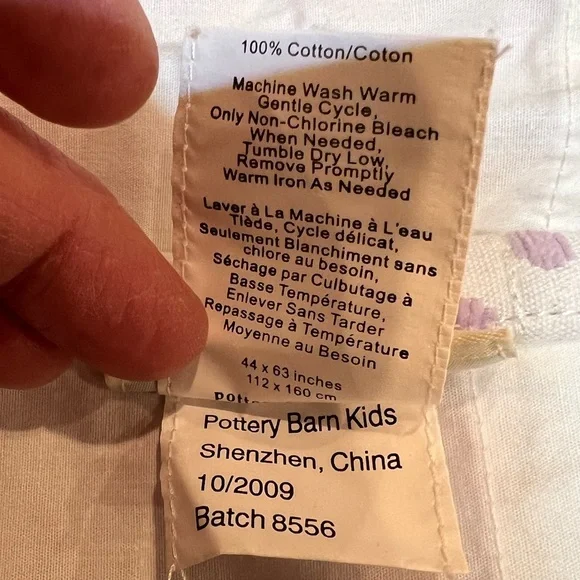 100% Cotton/Coton
Machine Wash Warm
Gentle Cycle,
Only Non-Chlorine Bleach
When Needed,
Tumble Dry Low,
Remove Promptly
Warm Iron As Needed
Laver à La Machine à L'eau
Tiède, Cycle délicat,
Seulement Blanchiment sans
chlore au besoin,
Séchage par Culbutage à
Basse Température,
Enlever Sans Tarder
Repassage à Température
Moyenne au Besoin
44 x 63 inches
112 x 160 cm
Pottery Barn Kids
Shenzhen, China
10/2009
Batch 8556